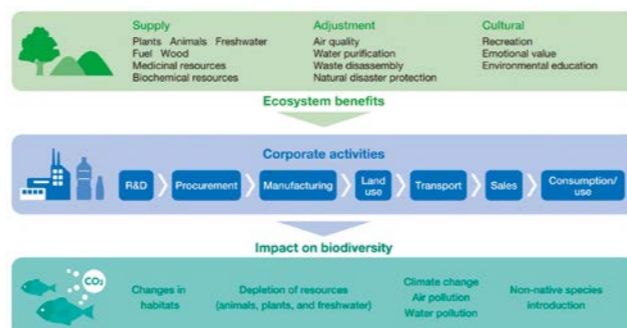 Supply
Plants Animals Freshwater
Fuel Wood
Medicinal resources
Biochemical resources
Adjustment
Air quality
Water purification
Waste disassembly
Natural disaster protection
Cultural
Recreation
Emotional value
Environmental education
Ecosystem benefits
Corporate activities
R&D
Procurement
Manufacturing
Land
use
Transport
Sales
Consumption/
use
Impact on biodiversity
CO₂
Changes in
habitats
Depletion of resources
(animals, plants, and freshwater)
Climate change
Air pollution
Water pollution
Non-native species
introduction